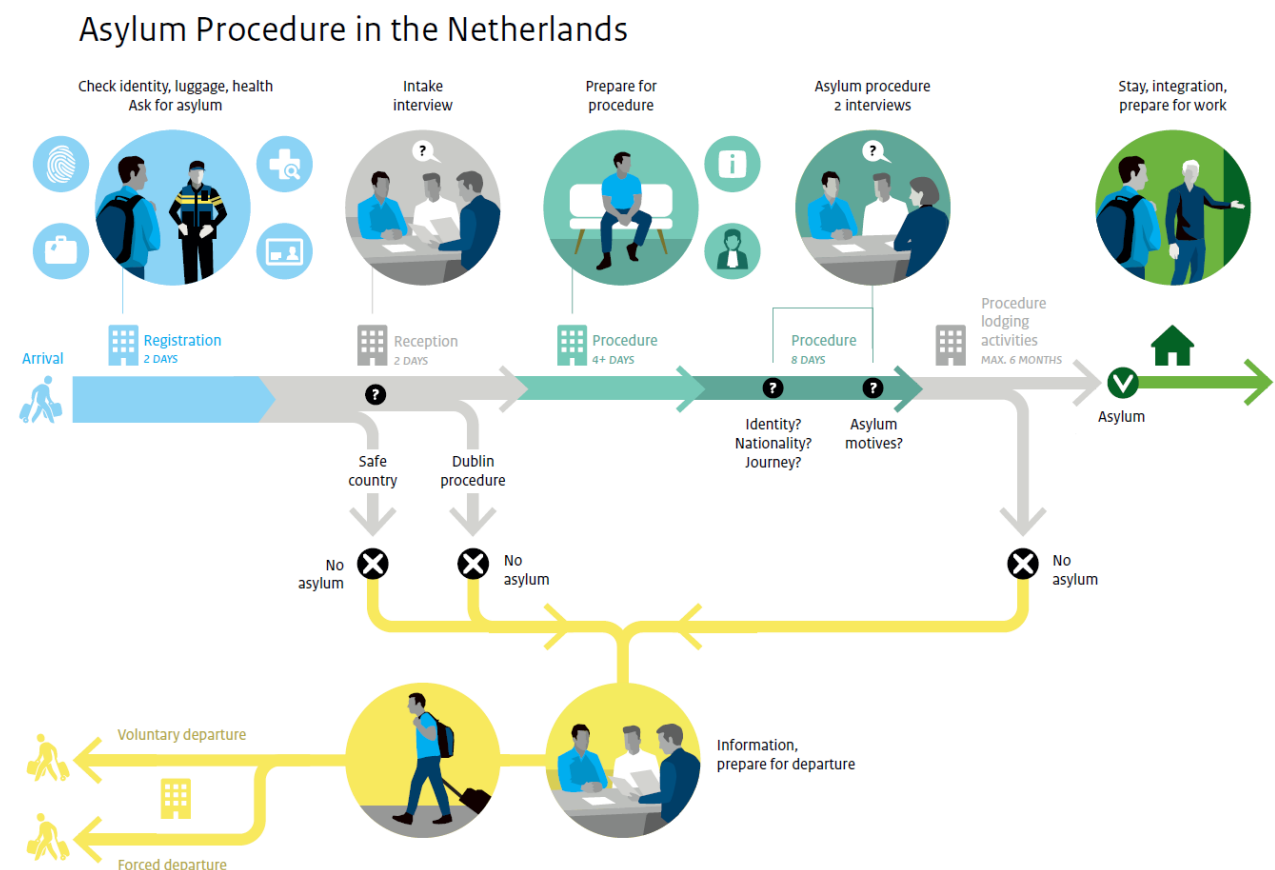 Asylum Procedure in the Netherlands
Check identity, luggage, health
Ask for asylum
Intake
interview
Prepare for
procedure
Asylum procedure
2 interviews
Stay, integration,
prepare for work
?
i
?
Arrival
Registration
2 DAYS
Reception
2 DAYS
Procedure
4+ DAYS
Procedure
8 DAYS
Procedure
lodging
activities
MAX. 6 MONTHS
?
?
?
Asylum
Identity?
Nationality?
Journey?
Asylum
motives?
Safe
country
Dublin
procedure
No
asylum
No
asylum
No
asylum
Information,
prepare for departure
Voluntary departure
Forced departure